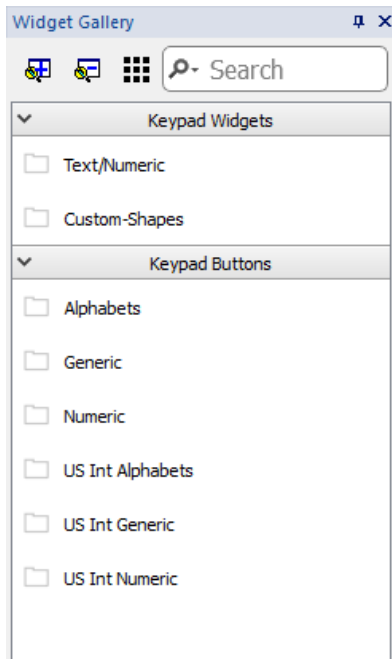 Widget Gallery
Search
Keypad Widgets
Text/Numeric
Custom-Shapes
Keypad Buttons
Alphabets
Generic
Numeric
US Int Alphabets
US Int Generic
US Int Numeric